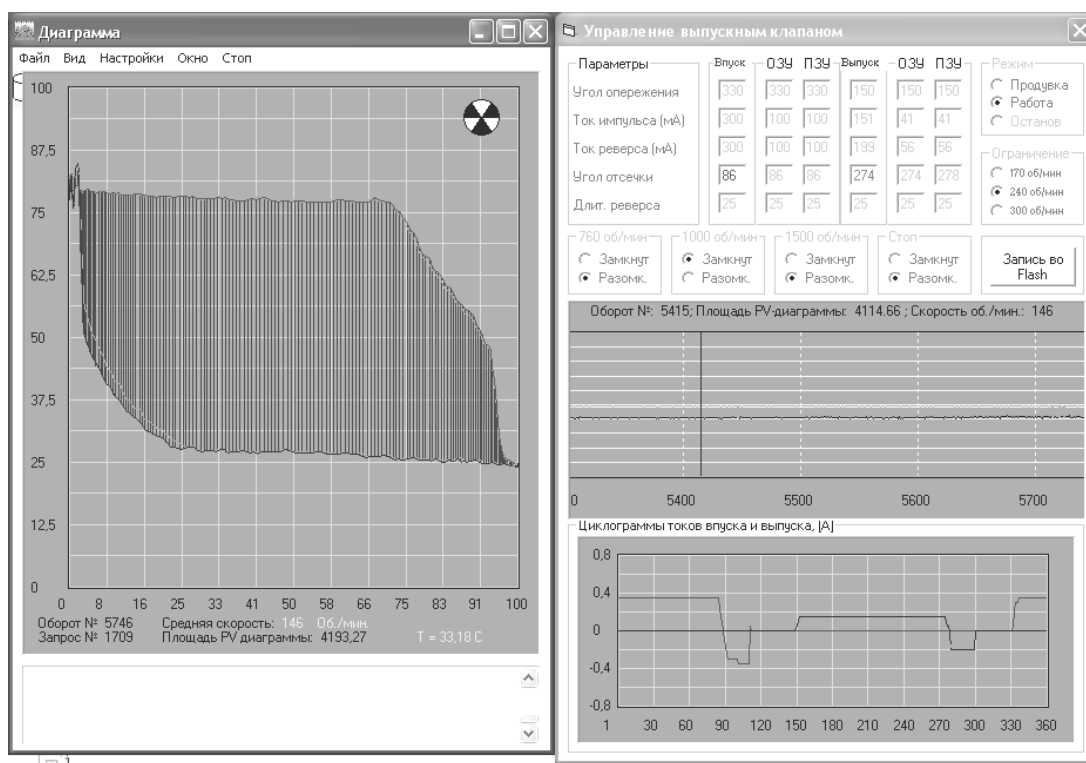 Диаграмма
Файл Вид Настройки Окно Стоп
100
87,5
75
62,5
50
37,5
25
12,5
0
0 8 16 25 33 41 50 58 66 75 83 91 100
Оборот № 5746 Средняя скорость: 146 Об./мин.
Запрос № 1709 Площадь PV диаграммы: 4193,27 T = 33,18 C
Управление выпускным клапаном
Параметры Впуск ОЗУ ПЗУ Выпуск ОЗУ ПЗУ
Угол опережения 330 330 330 150 150 150
Ток импульса (мА) 300 100 100 151 41 41
Ток реверса (мА) 300 100 100 199 56 56
Угол отсечки 86 86 86 274 274 278
Длит. реверса 25 25 25 25 25 25
Режим
Продувка
Работа
Останов
Ограничение
170 об/мин
240 об/мин
300 об/мин
760 об/мин 1000 об/мин 1500 об/мин Стоп
Замкнут Замкнут Замкнут Замкнут
Разомк. Разомк. Разомк. Разомк.
Запись во
Flash
Оборот №: 5415; Площадь PV-диаграммы: 4114.66 ; Скорость об./мин.: 146
0 5400 5500 5600 5700
Циклограммы токов впуска и выпуска, [А]
0,8
0,4
0
-0,4
-0,8
1 30 60 90 120 150 180 210 240 270 300 330 360